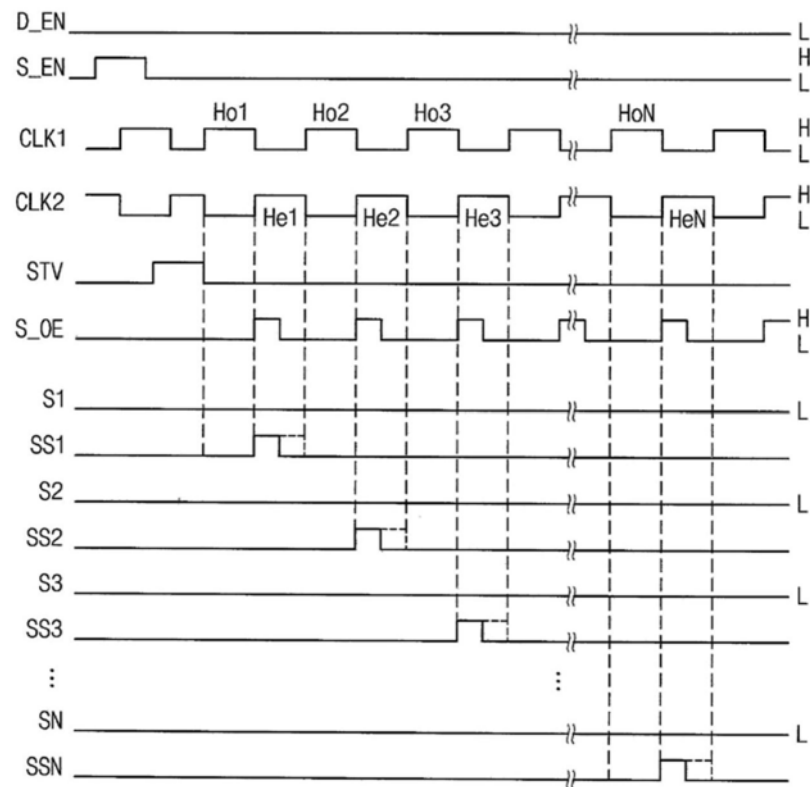 D_EN L
S_EN H L
Ho1 Ho2 Ho3 HoN
CLK1 H L
CLK2 H L
He1 He2 He3 HeN
STV
S_OE H L
S1 L
SS1
S2 L
SS2
S3 L
SS3
⋮ ⋮
SN L
SSN